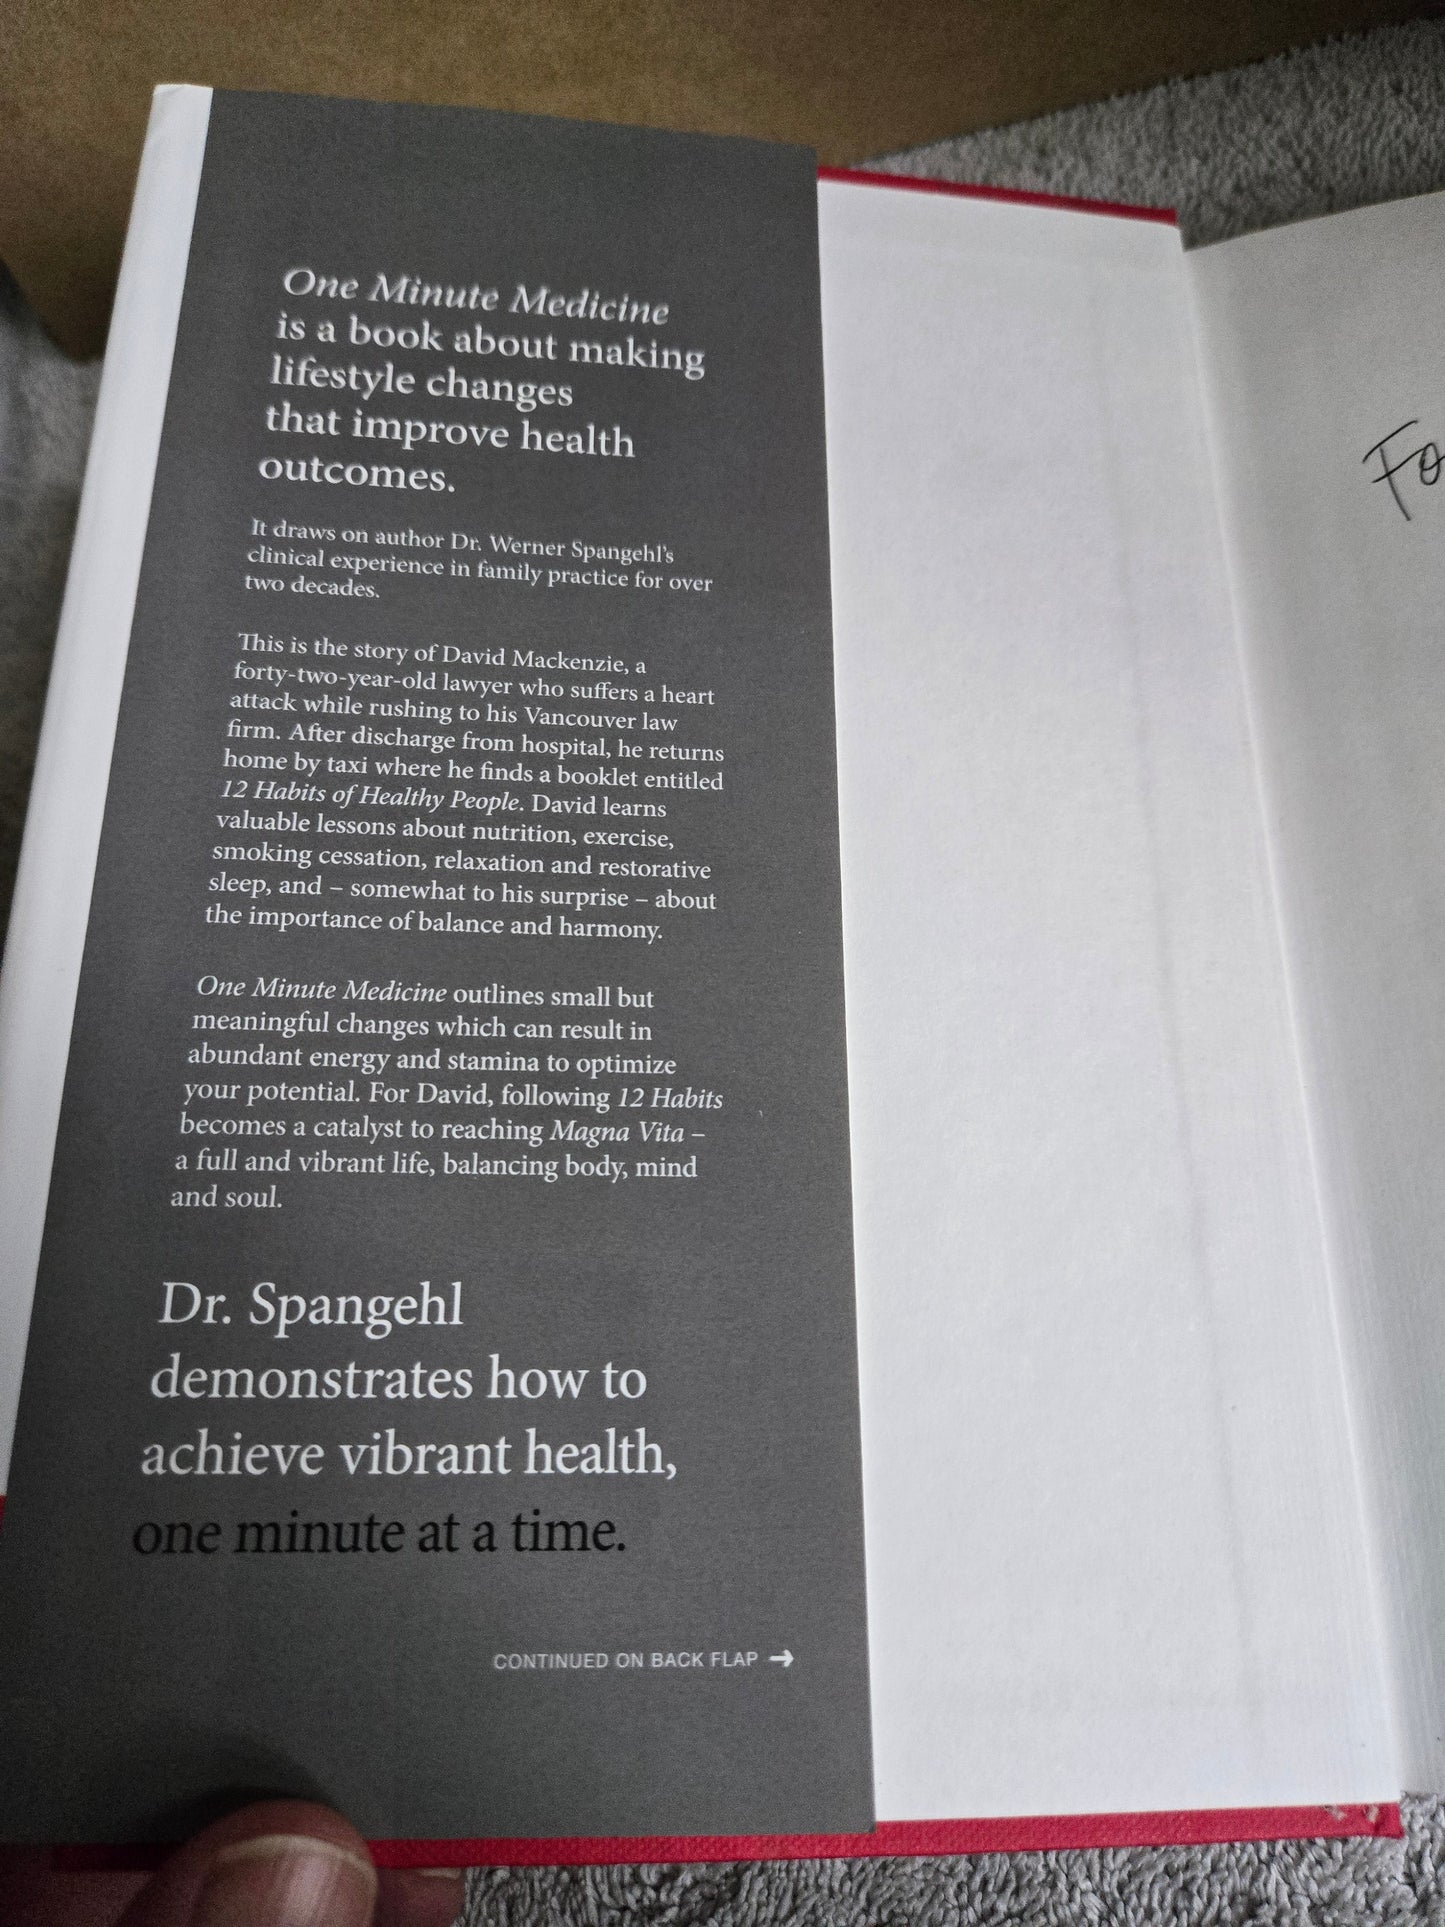 One Minute Medicine
is a book about making
lifestyle changes
that improve health
outcomes.
It draws on author Dr. Werner Spangehl's
clinical experience in family practice for over
two decades.
This is the story of David Mackenzie, a
forty-two-year-old lawyer who suffers a heart
attack while rushing to his Vancouver law
firm. After discharge from hospital, he returns
home by taxi where he finds a booklet entitled
12 Habits of Healthy People. David learns
valuable lessons about nutrition, exercise,
smoking cessation, relaxation and restorative
sleep, and – somewhat to his surprise – about
the importance of balance and harmony.
One Minute Medicine outlines small but
meaningful changes which can result in
abundant energy and stamina to optimize
your potential. For David, following 12 Habits
becomes a catalyst to reaching Magna Vita –
a full and vibrant life, balancing body, mind
and soul.
Dr. Spangehl
demonstrates how to
achieve vibrant health,
one minute at a time.
CONTINUED ON BACK FLAP →